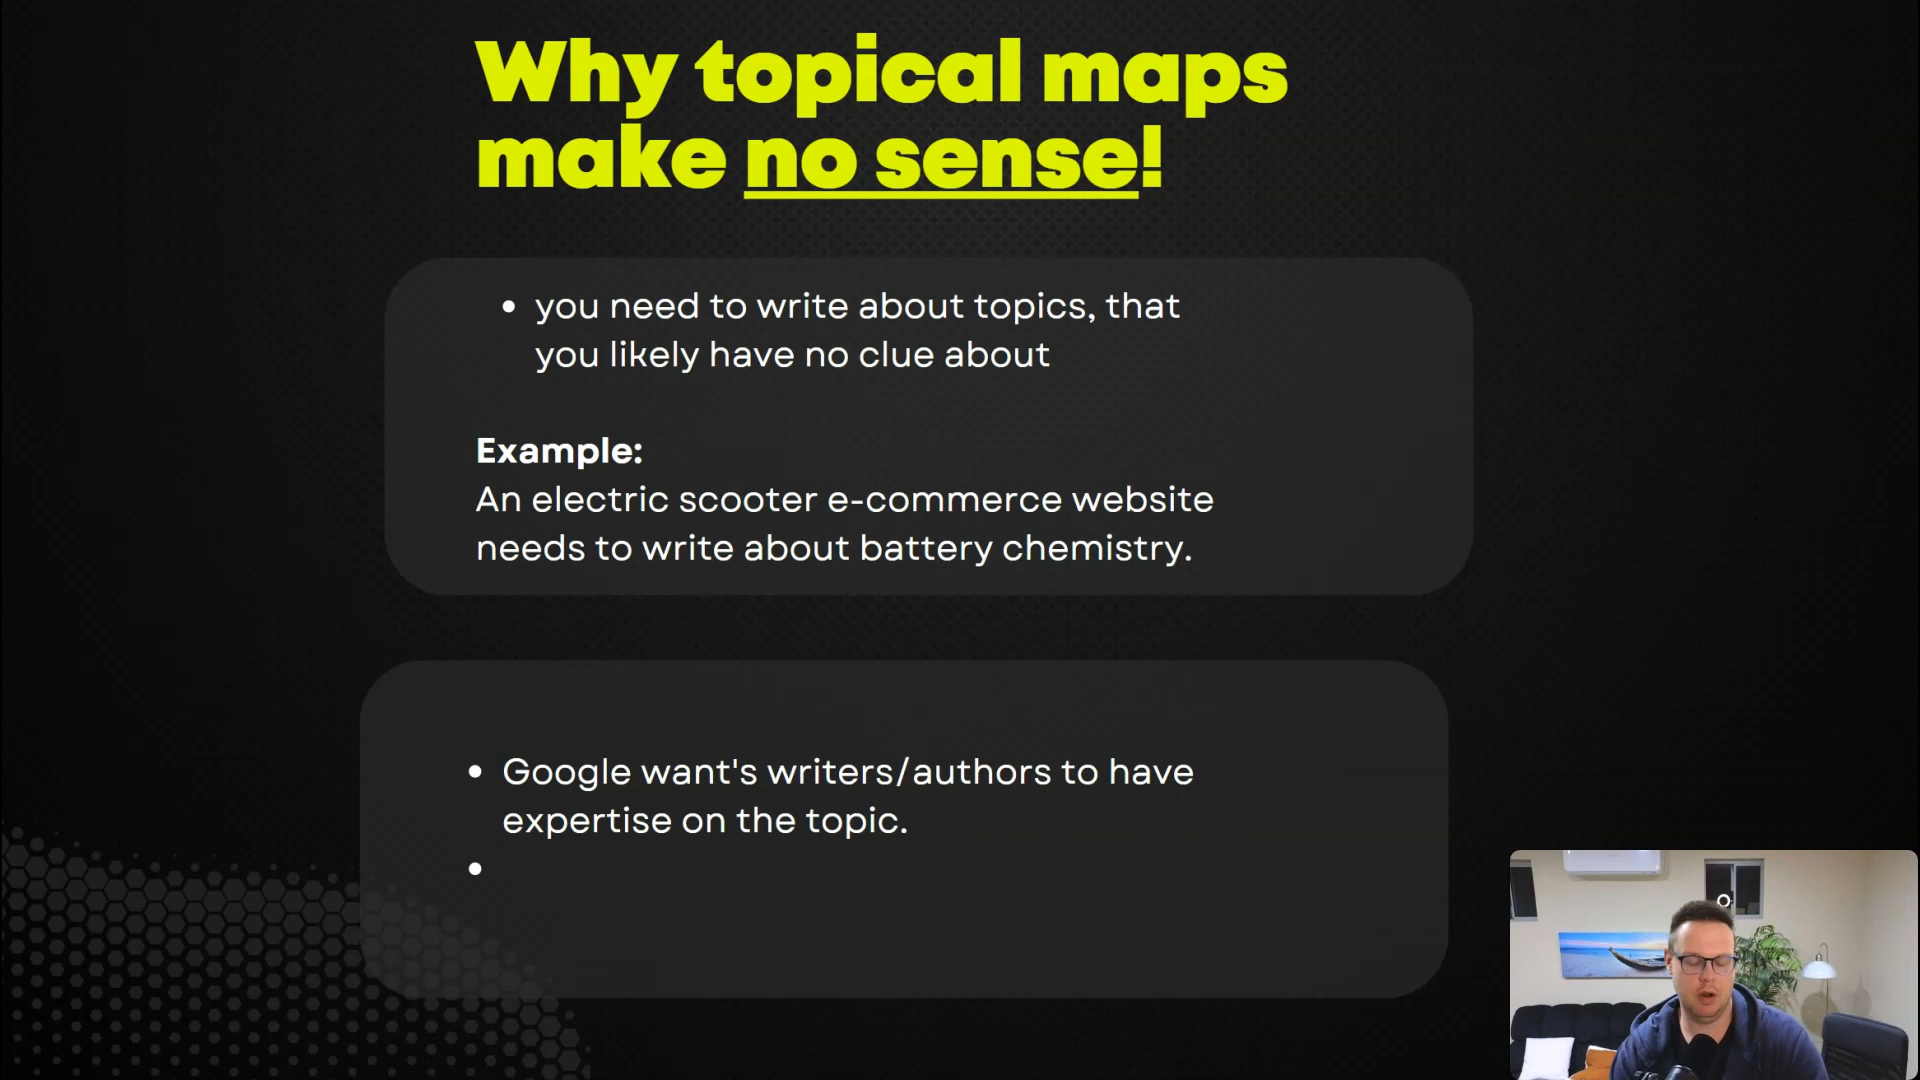 Why topical maps
make no sense!
• you need to write about topics, that
you likely have no clue about
Example:
An electric scooter e-commerce website
needs to write about battery chemistry.
• Google want's writers/authors to have
expertise on the topic.
•